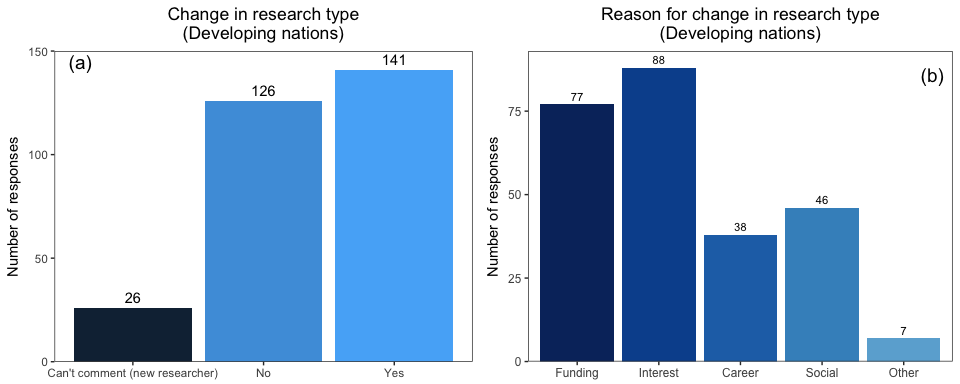 Change in research type
(Developing nations)
(a)
Number of responses
150
100
50
0
26
126
141
Can't comment (new researcher)
No
Yes
Reason for change in research type
(Developing nations)
(b)
Number of responses
75
50
25
0
77
88
38
46
7
Funding
Interest
Career
Social
Other